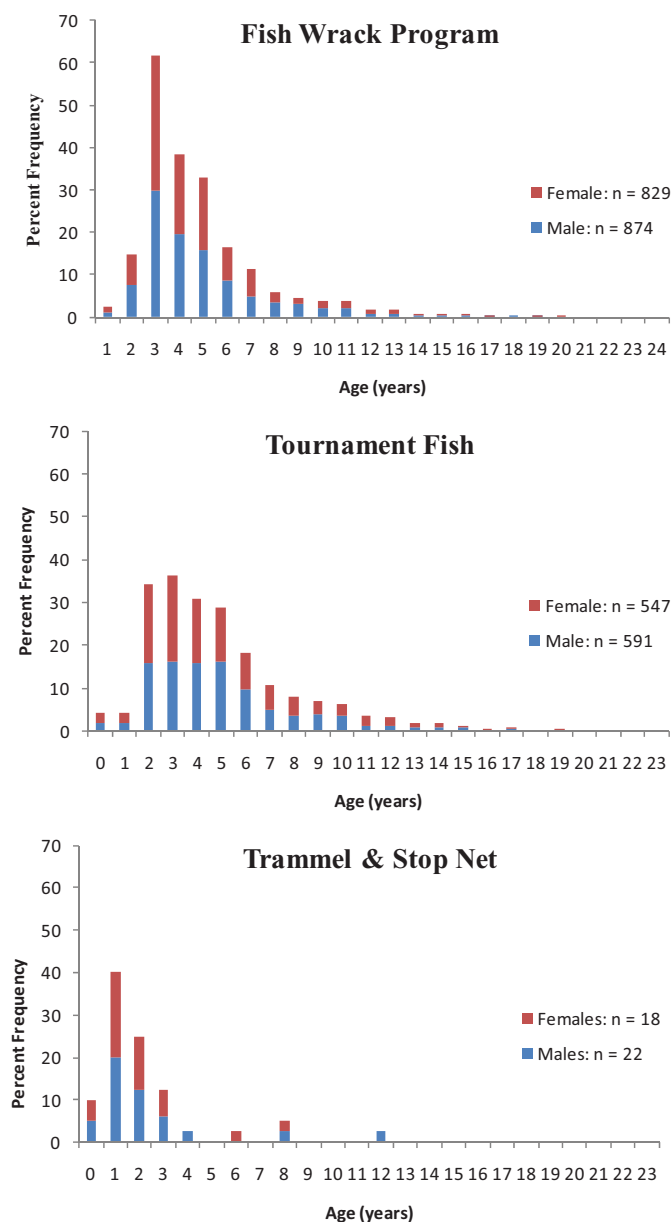 Fish Wrack Program
70
60
50
40
30
20
10
0
Percent Frequency
Female: n = 829
Male: n = 874
1 2 3 4 5 6 7 8 9 10 11 12 13 14 15 16 17 18 19 20 21 22 23 24
Age (years)
Tournament Fish
70
60
50
40
30
20
10
0
Percent Frequency
Female: n = 547
Male: n = 591
0 1 2 3 4 5 6 7 8 9 10 11 12 13 14 15 16 17 18 19 20 21 22 23
Age (years)
Trammel & Stop Net
70
60
50
40
30
20
10
0
Percent Frequency
Females: n = 18
Males: n = 22
0 1 2 3 4 5 6 7 8 9 10 11 12 13 14 15 16 17 18 19 20 21 22 23
Age (years)